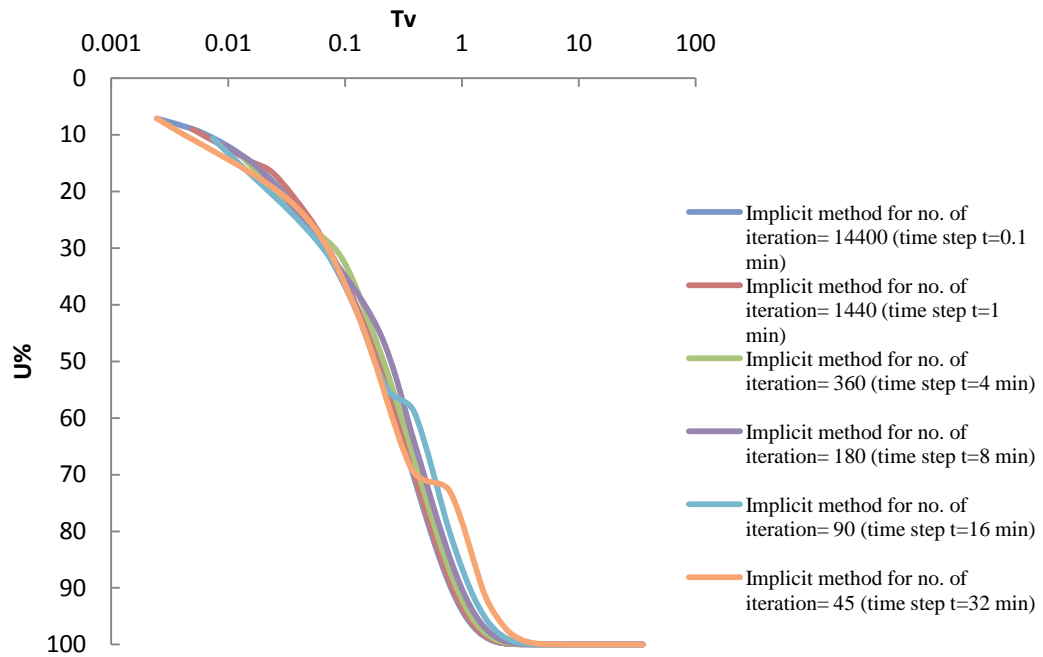 Tv
0.001 0.01 0.1 1 10 100
0
10
20
30
40
50
60
70
80
90
100
U%
Implicit method for no. of
iteration= 14400 (time step t=0.1
min)
Implicit method for no. of
iteration= 1440 (time step t=1
min)
Implicit method for no. of
iteration= 360 (time step t=4 min)
Implicit method for no. of
iteration= 180 (time step t=8 min)
Implicit method for no. of
iteration= 90 (time step t=16 min)
Implicit method for no. of
iteration= 45 (time step t=32 min)